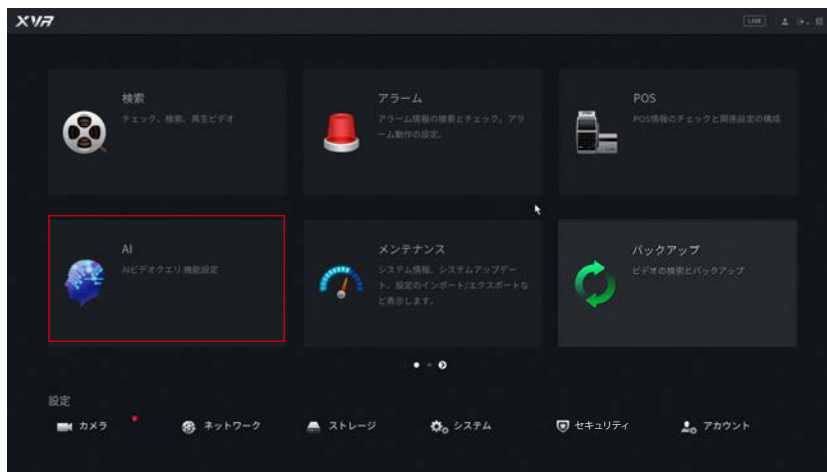 XVR
LIVE
検索
チェック、検索、再生ビデオ
アラーム
アラーム情報の検索とチェック。アラ
ーム動作の設定。
POS
POS情報のチェックと関係設定の構成
AI
AIビデオクエリ機能設定
メンテナンス
システム情報、システムアップデー
ト、設定のインポート/エクスポートな
ど表示します。
バックアップ
ビデオの検索とバックアップ
設定
カメラ
ネットワーク
ストレージ
システム
セキュリティ
アカウント